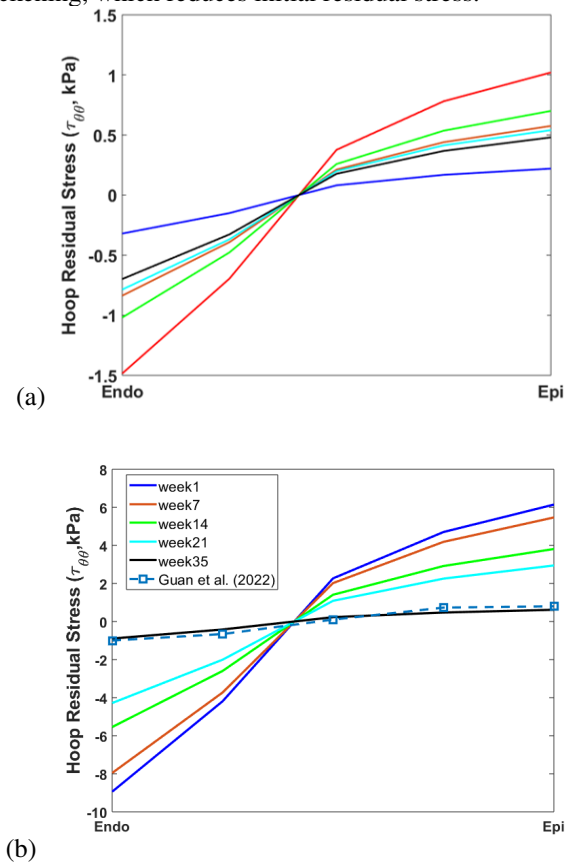 which reduces initial residual stress.
1.5
1
0.5
0
-0.5
-1
-1.5
Hoop Residual Stress (τθθ, kPa)
Endo
Epi
(a)
8
6
4
2
0
-2
-4
-6
-8
-10
Hoop Residual Stress (τθθ,kPa)
week1
week7
week14
week21
week35
Guan et al. (2022)
Endo
Epi
(b)